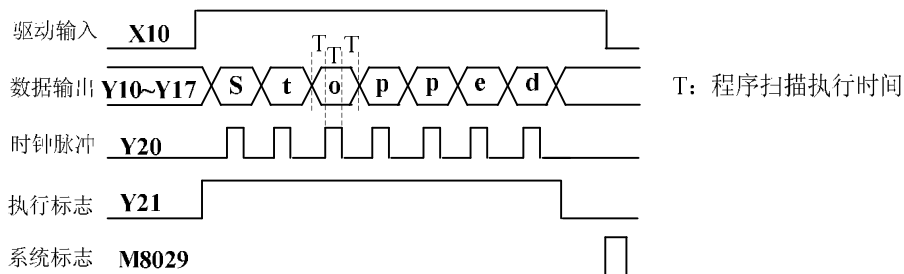 驱动输入 X10
T T T
数据输出 Y10~Y17 S t o p p e d T：程序扫描执行时间
时钟脉冲 Y20
执行标志 Y21
系统标志 M8029